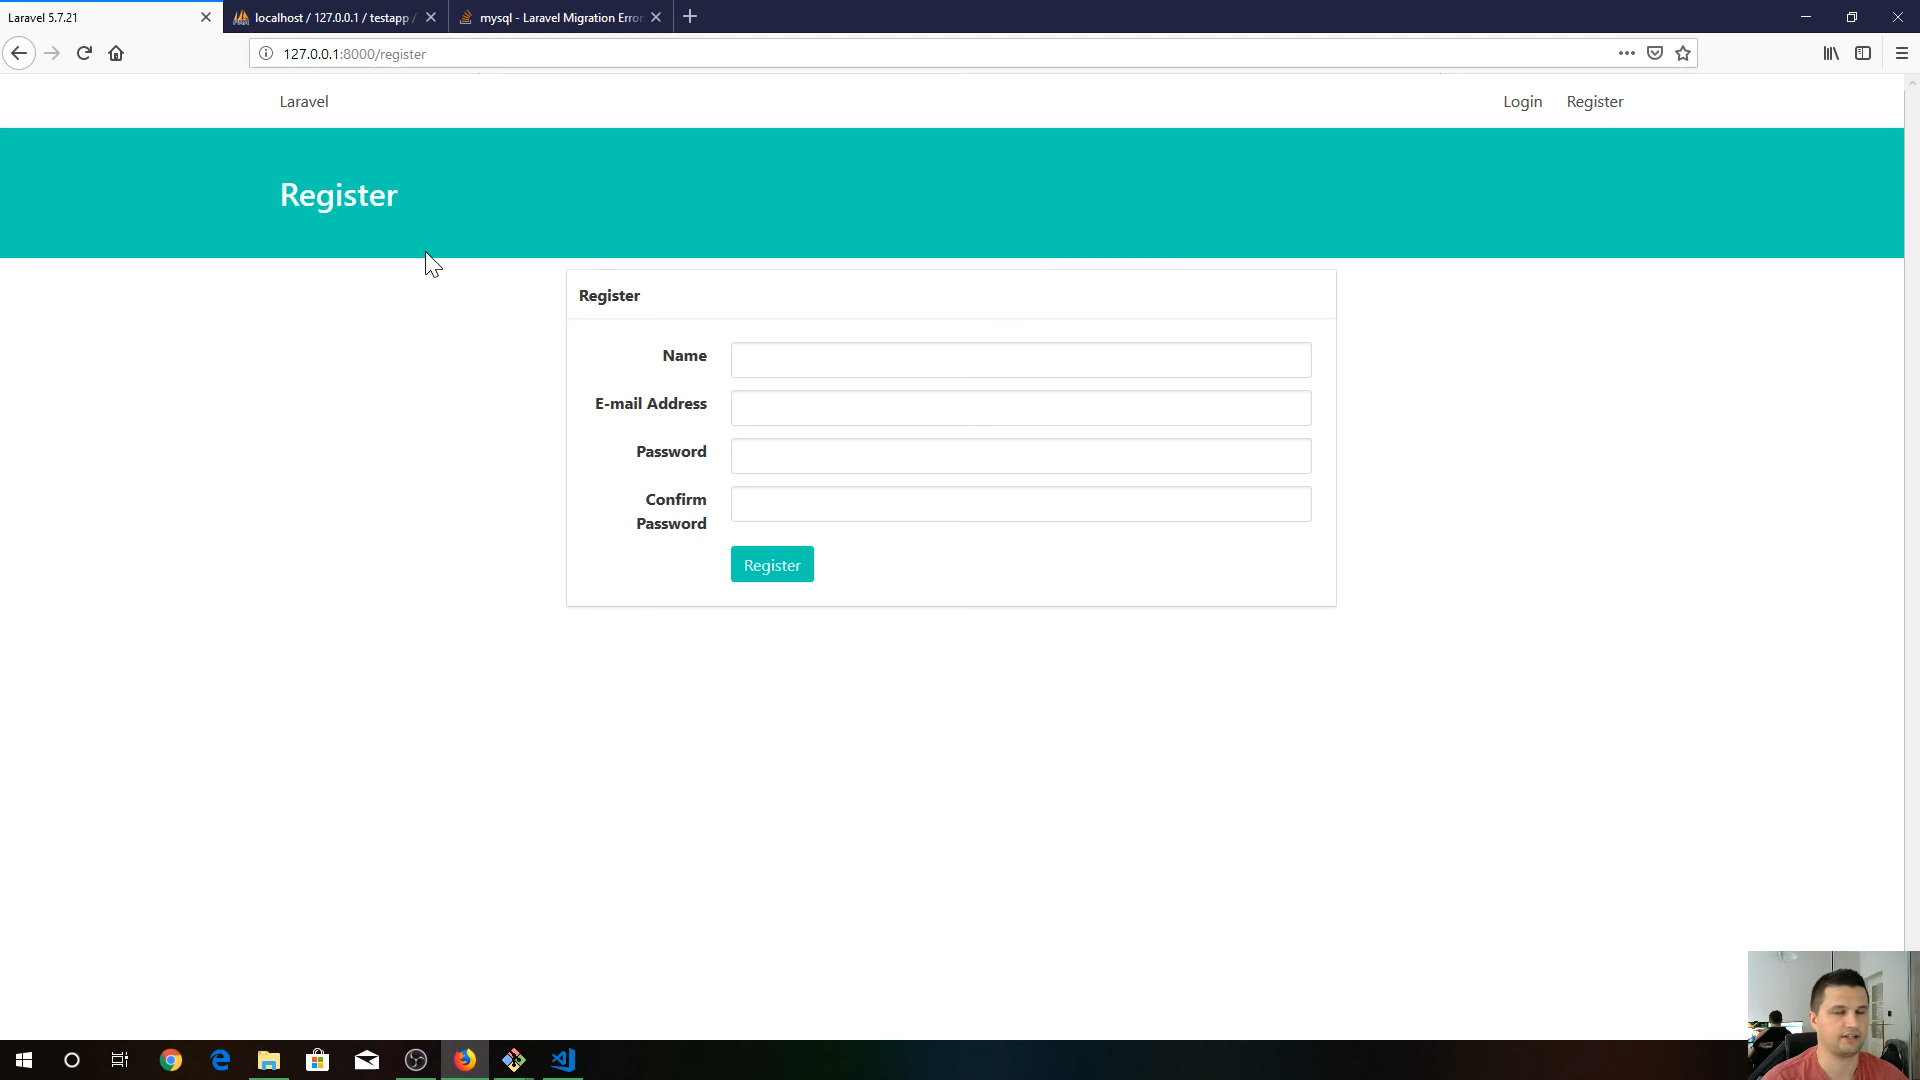 Laravel 5.7.21
localhost / 127.0.0.1 / testapp /
mysql - Laravel Migration Error
127.0.0.1:8000/register
Laravel
Login
Register
Register
Register
Name
E-mail Address
Password
Confirm
Password
Register